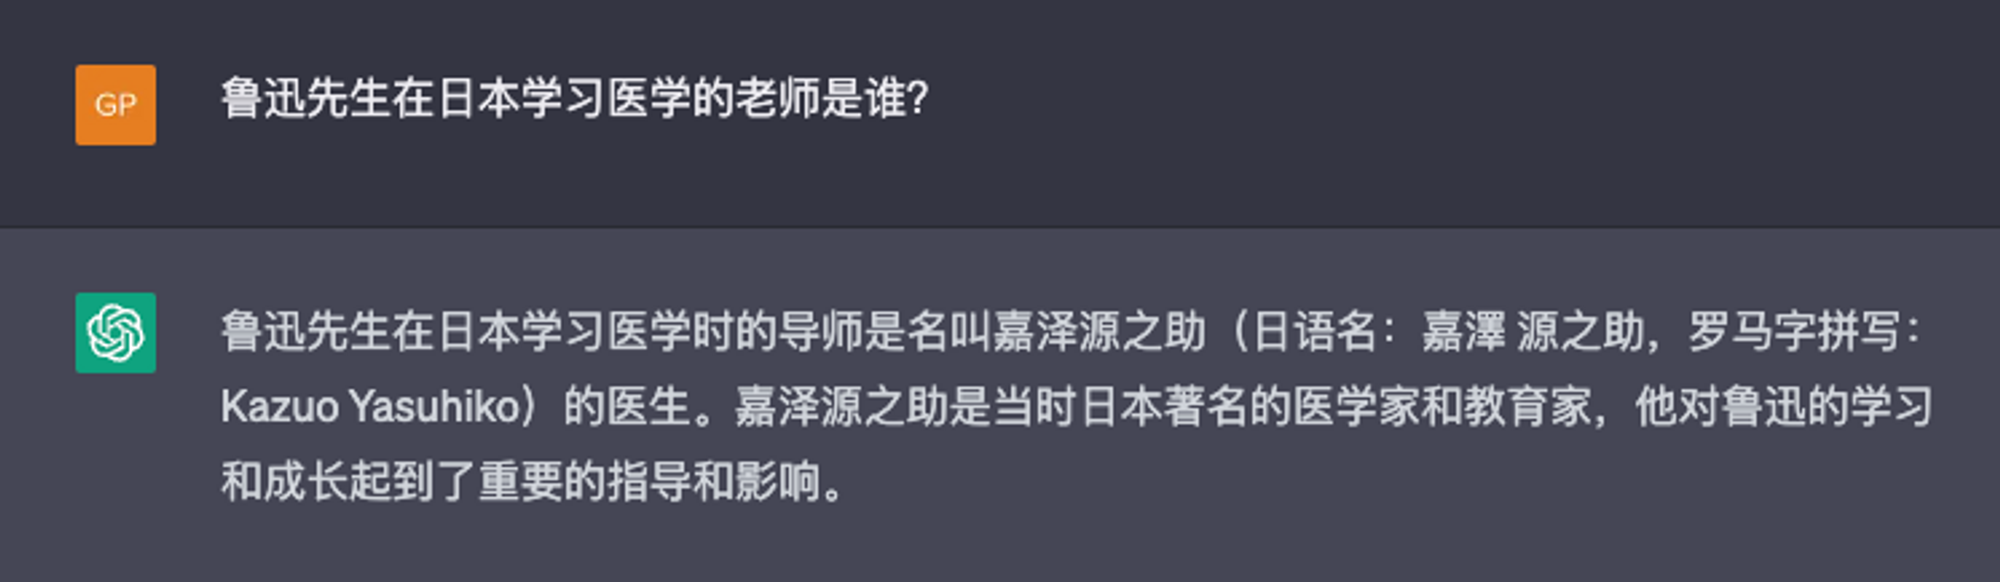 GP
鲁迅先生在日本学习医学的老师是谁?
鲁迅先生在日本学习医学时的导师是名叫嘉泽源之助（日语名：嘉澤 源之助，罗马字拼写：
Kazuo Yasuhiko）的医生。嘉泽源之助是当时日本著名的医学家和教育家，他对鲁迅的学习
和成长起到了重要的指导和影响。